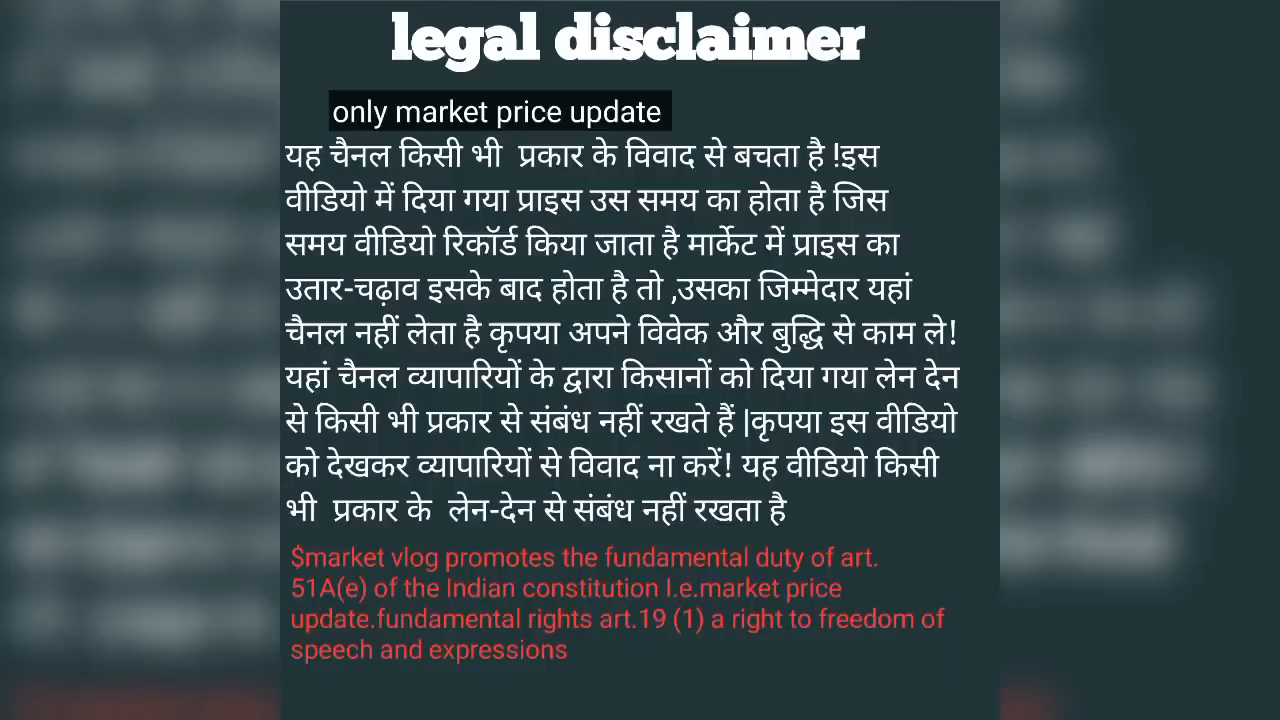 legal disclaimer
only market price update
यह चैनल किसी भी प्रकार के विवाद से बचता है !इस
वीडियो में दिया गया प्राइस उस समय का होता है जिस
समय वीडियो रिकॉर्ड किया जाता है मार्केट में प्राइस का
उतार-चढ़ाव इसके बाद होता है तो ,उसका जिम्मेदार यहां
चैनल नहीं लेता है कृपया अपने विवेक और बुद्धि से काम ले!
यहां चैनल व्यापारियों के द्वारा किसानों को दिया गया लेन देन
से किसी भी प्रकार से संबंध नहीं रखते हैं |कृपया इस वीडियो
को देखकर व्यापारियों से विवाद ना करें! यह वीडियो किसी
भी प्रकार के लेन-देन से संबंध नहीं रखता है
$market vlog promotes the fundamental duty of art.
51A(e) of the Indian constitution I.e.market price
update.fundamental rights art.19 (1) a right to freedom of
speech and expressions